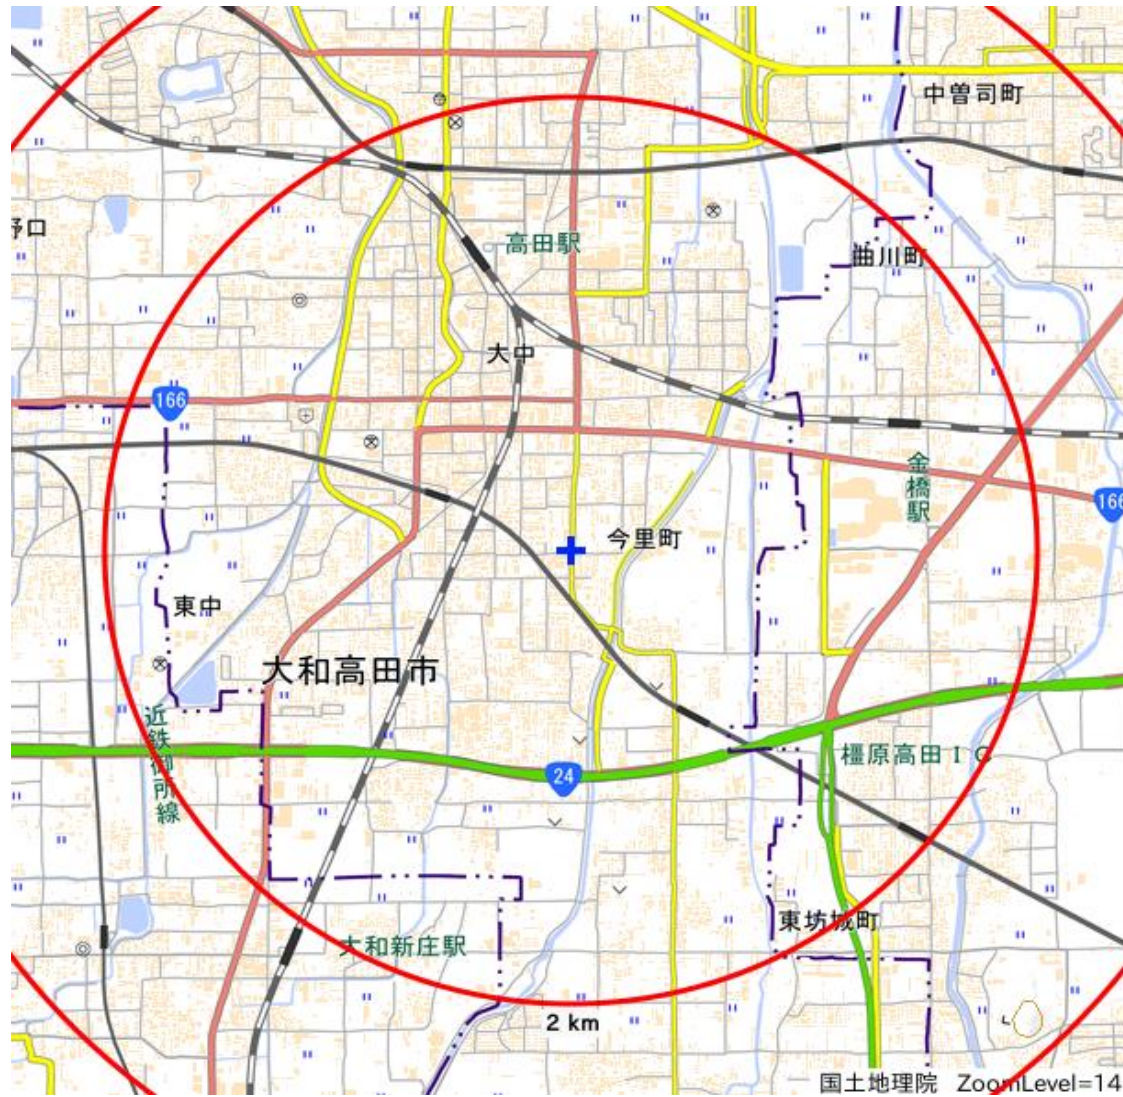 中曽司町
野口
高田駅
曲川町
大中
166
金橋駅
166
今里町
東中
大和高田市
近鉄御所線
橿原高田IC
24
東坊城町
大和新庄駅
2 km
国土地理院 ZoomLevel=14